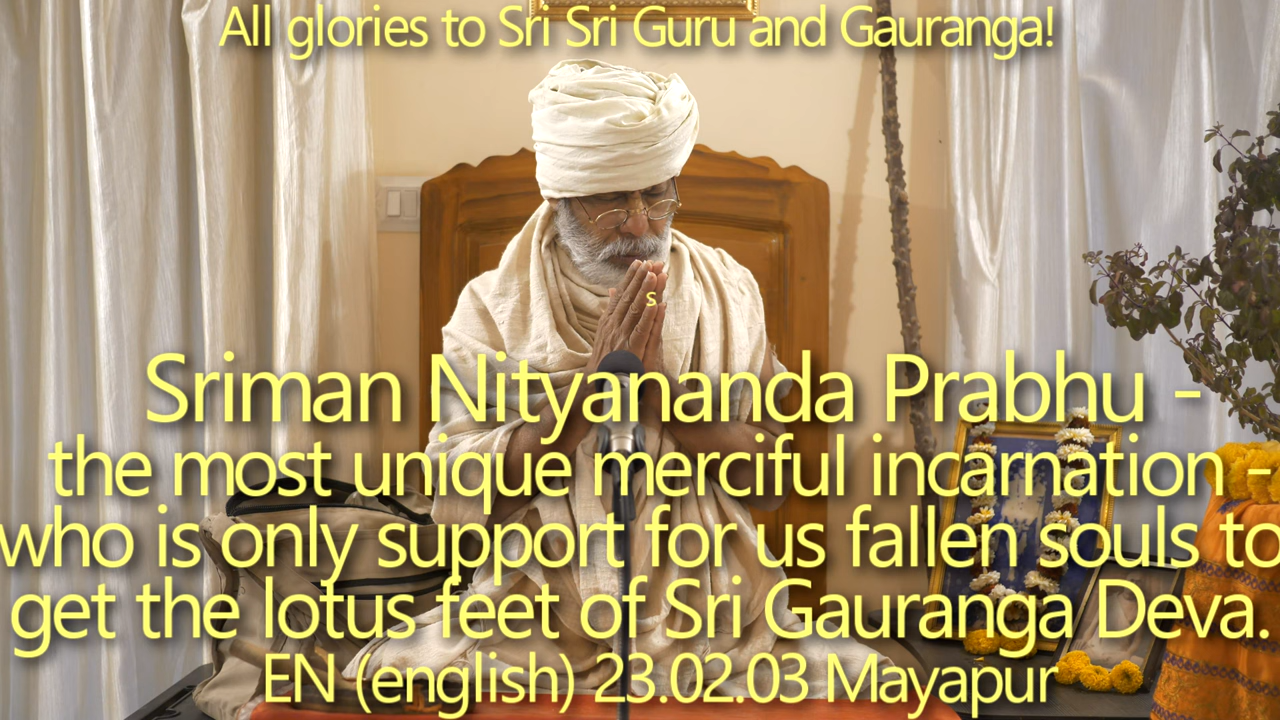 All glories to Sri Sri Guru and Gauranga!
s
Sriman Nityananda Prabhu -
the most unique merciful incarnation -
who is only support for us fallen souls to
get the lotus feet of Sri Gauranga Deva.
EN (english) 23.02.03 Mayapur